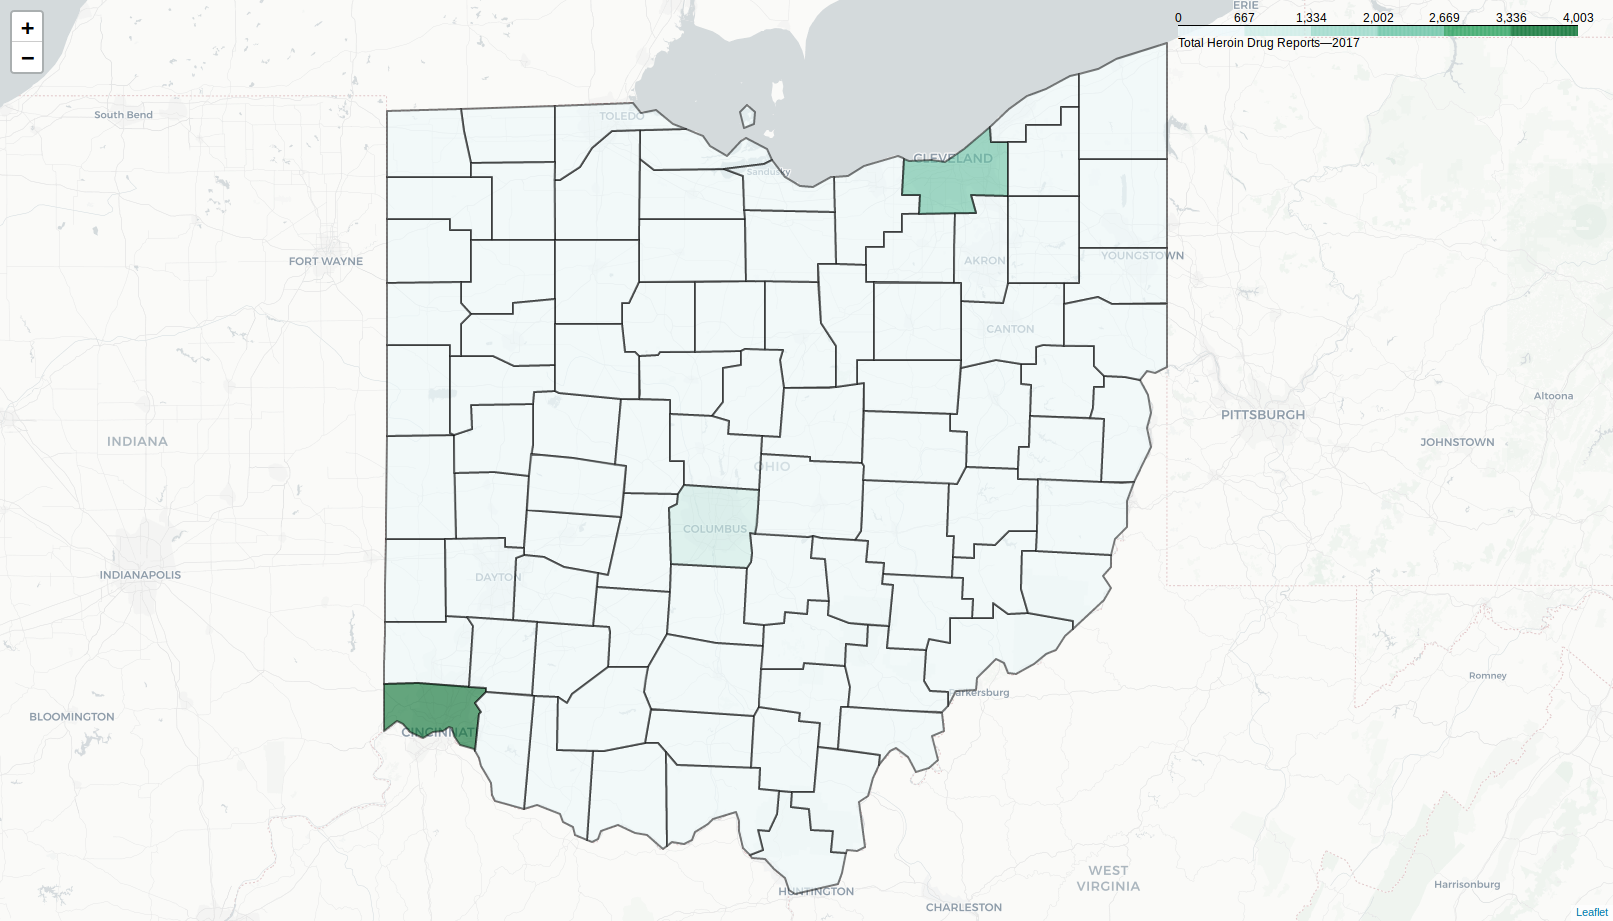 +
−
ERIE
0 667 1,334 2,002 2,669 3,336 4,003
Total Heroin Drug Reports—2017
South Bend
TOLEDO
CLEVELAND
Sandusky
FORT WAYNE
AKRON
YOUNGSTOWN
CANTON
Altoona
PITTSBURGH
INDIANA
JOHNSTOWN
OHIO
COLUMBUS
INDIANAPOLIS
DAYTON
Romney
Parkersburg
BLOOMINGTON
CINCINNAT
WEST
VIRGINIA
Harrisonburg
HUNTINGTON
CHARLESTON
Leaflet